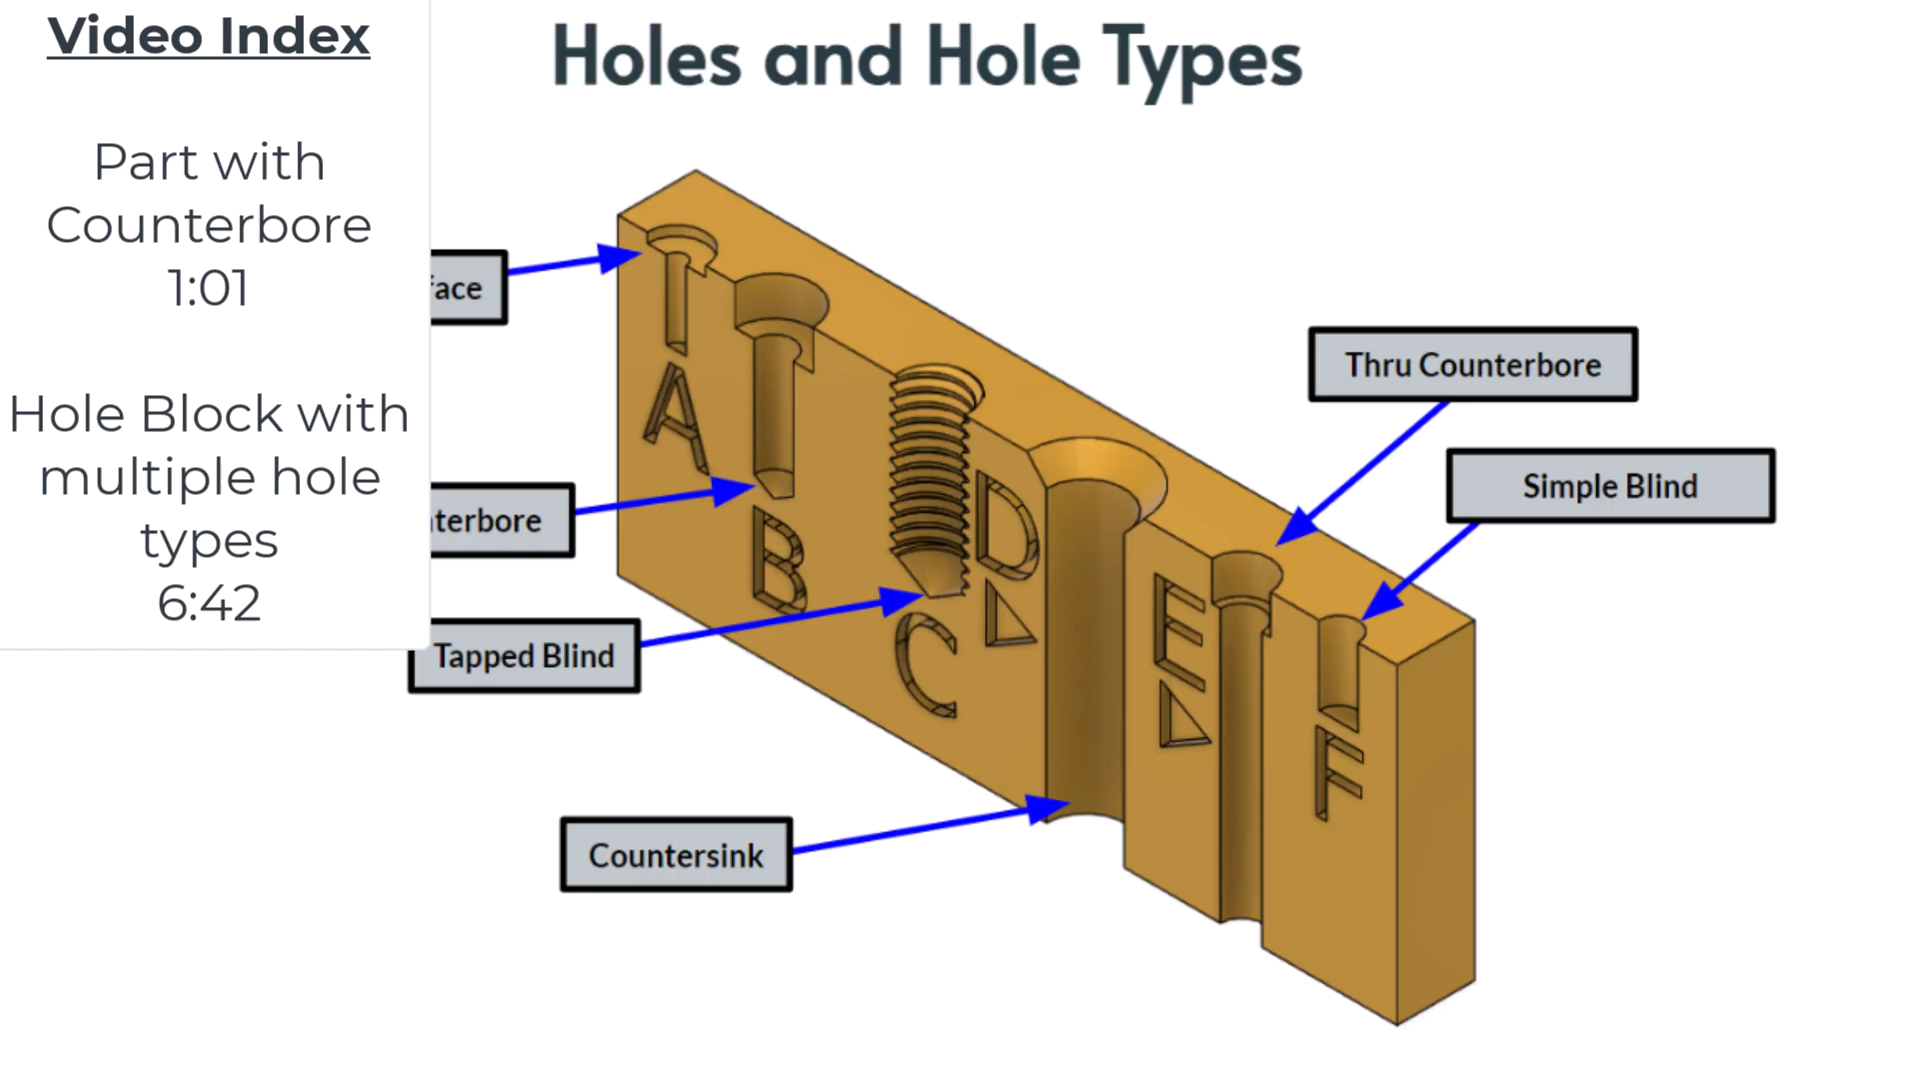 Video Index
Part with
Counterbore
1:01
Hole Block with
multiple hole
types
6:42
Holes and Hole Types
face
terbore
Tapped Blind
Countersink
Thru Counterbore
Simple Blind
A
B
C
D
E
F